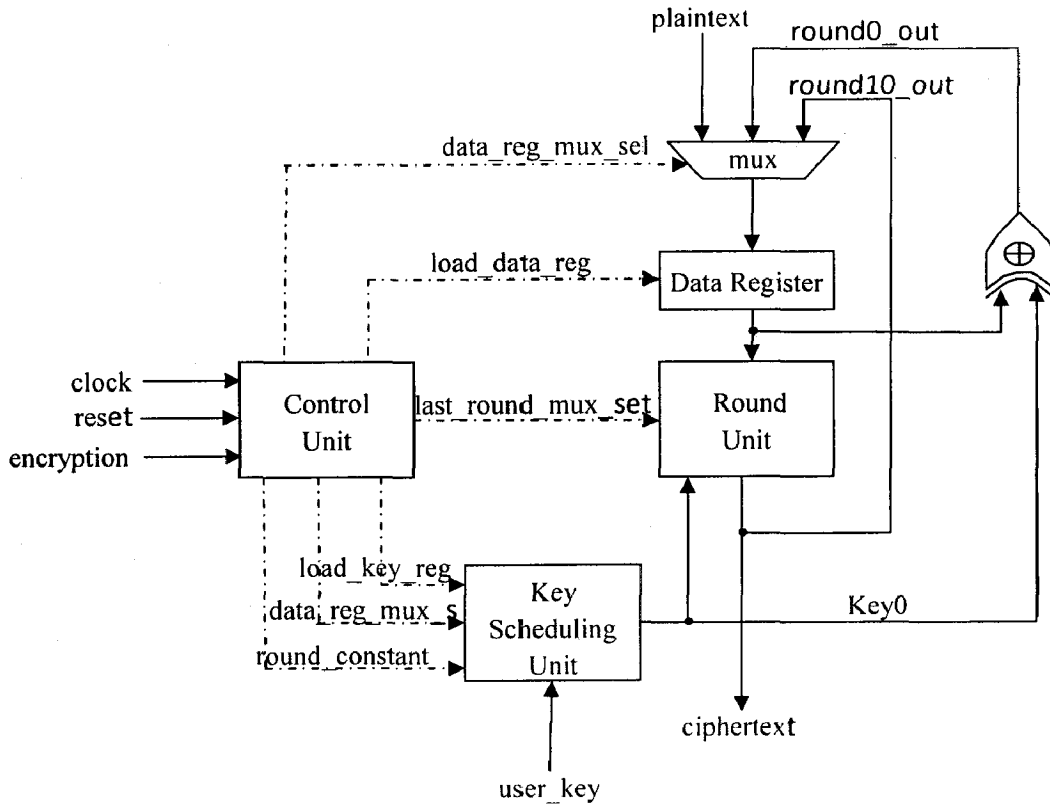 plaintext
round0_out
round10_out
data_reg_mux_sel
mux
load_data_reg
Data Register
clock
reset
encryption
Control
Unit
last_round_mux_set
Round
Unit
load_key_reg
data_reg_mux_s
round_constant
Key
Scheduling
Unit
Key0
ciphertext
user_key